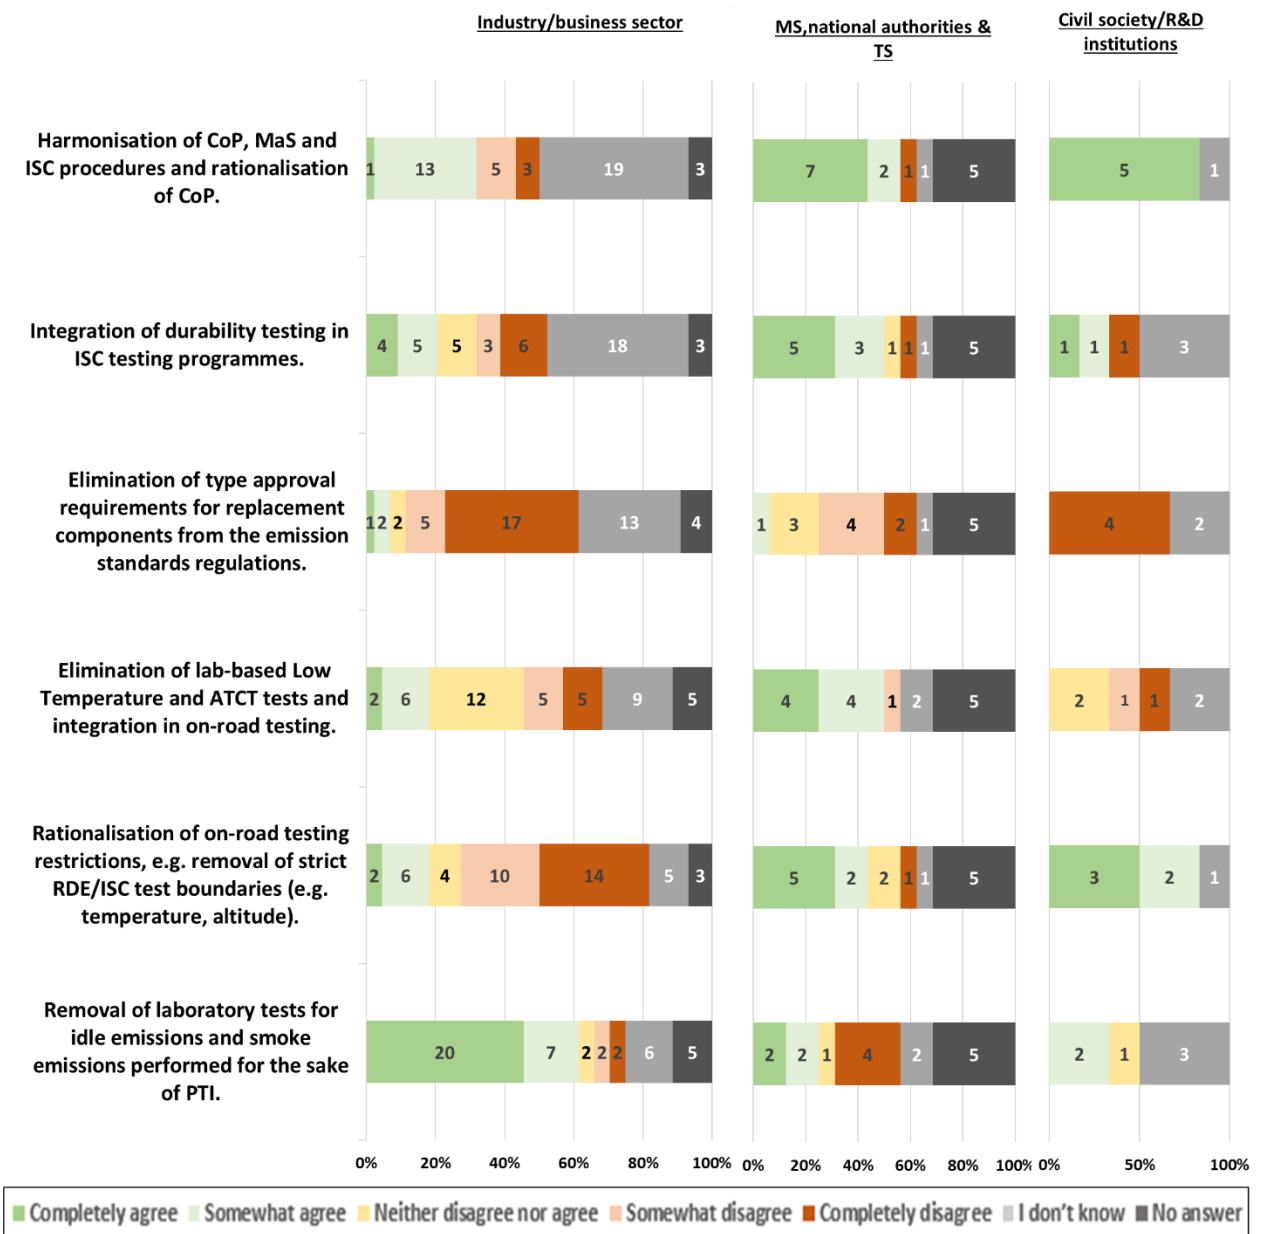 Industry/business sector
MS,national authorities &
TS
Civil society/R&D
institutions
Harmonisation of CoP, MaS and
ISC procedures and rationalisation
of CoP.
1 13 5 3 19 3
7 2 1 1 5
5 1
Integration of durability testing in
ISC testing programmes.
4 5 5 3 6 18 3
5 3 1 1 1 5
1 1 1 3
Elimination of type approval
requirements for replacement
components from the emission
standards regulations.
1 2 2 5 17 13 4
1 3 4 2 1 5
4 2
Elimination of lab-based Low
Temperature and ATCT tests and
integration in on-road testing.
2 6 12 5 5 9 5
4 4 1 2 5
2 1 1 2
Rationalisation of on-road testing
restrictions, e.g. removal of strict
RDE/ISC test boundaries (e.g.
temperature, altitude).
2 6 4 10 14 5 3
5 2 2 1 1 5
3 2 1
Removal of laboratory tests for
idle emissions and smoke
emissions performed for the sake
of PTI.
20 7 2 2 2 6 5
2 2 1 4 2 5
2 1 3
0% 20% 40% 60% 80% 100%
0% 20% 40% 60% 80% 100%
0% 50% 100%
Completely agree Somewhat agree Neither disagree nor agree Somewhat disagree Completely disagree I don't know No answer